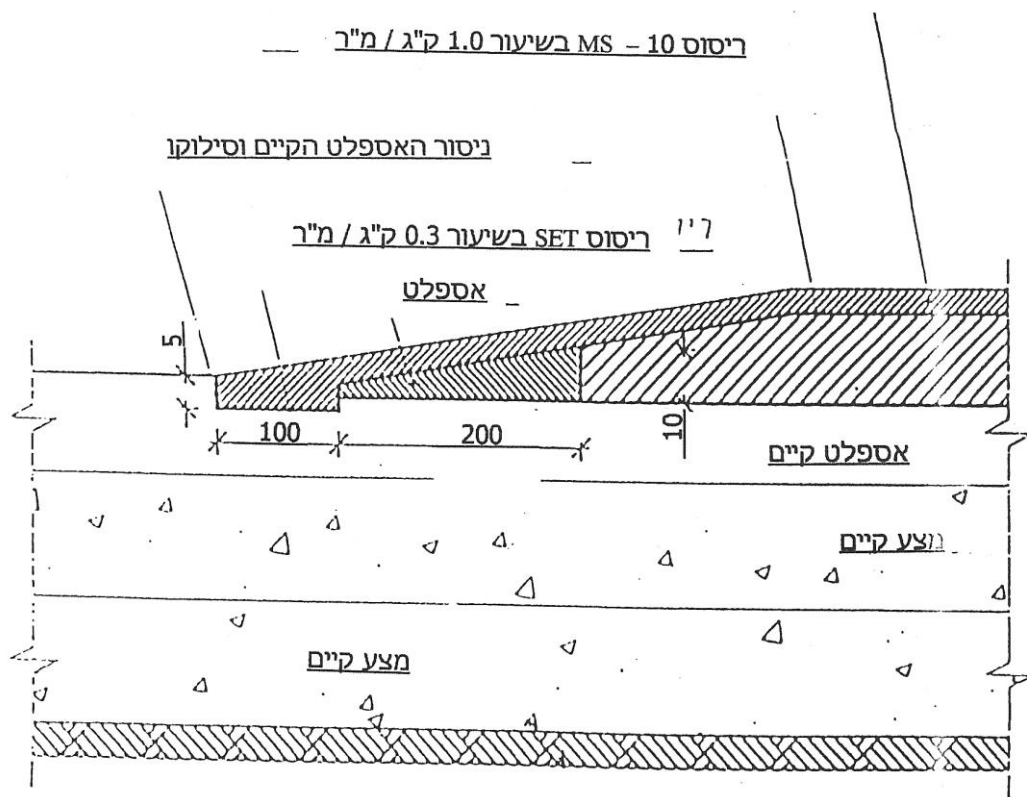 ריסוס MS – 10 בשיעור 1.0 ק"ג / מ"ר
ניסור האספלט הקיים וסילוקו
ריסוס SET בשיעור 0.3 ק"ג / מ"ר
אספלט
5
100
200
10
אספלט קיים
מצע קיים
מצע קיים